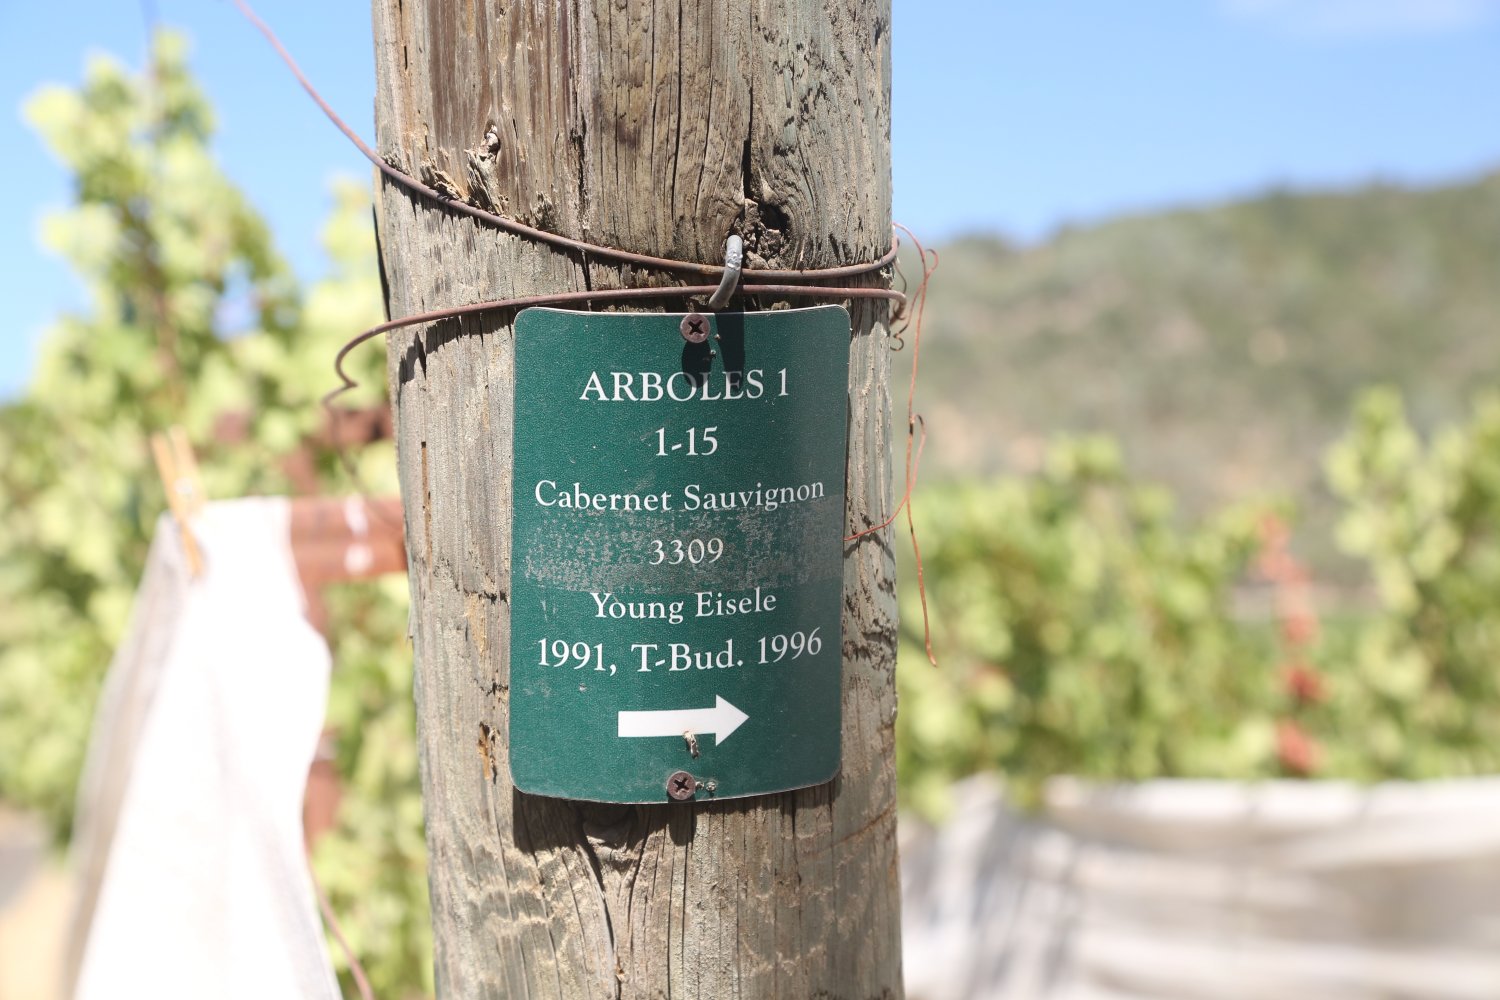 ARBOLES 1
1-15
Cabernet Sauvignon
3309
Young Eisele
1991, T-Bud. 1996